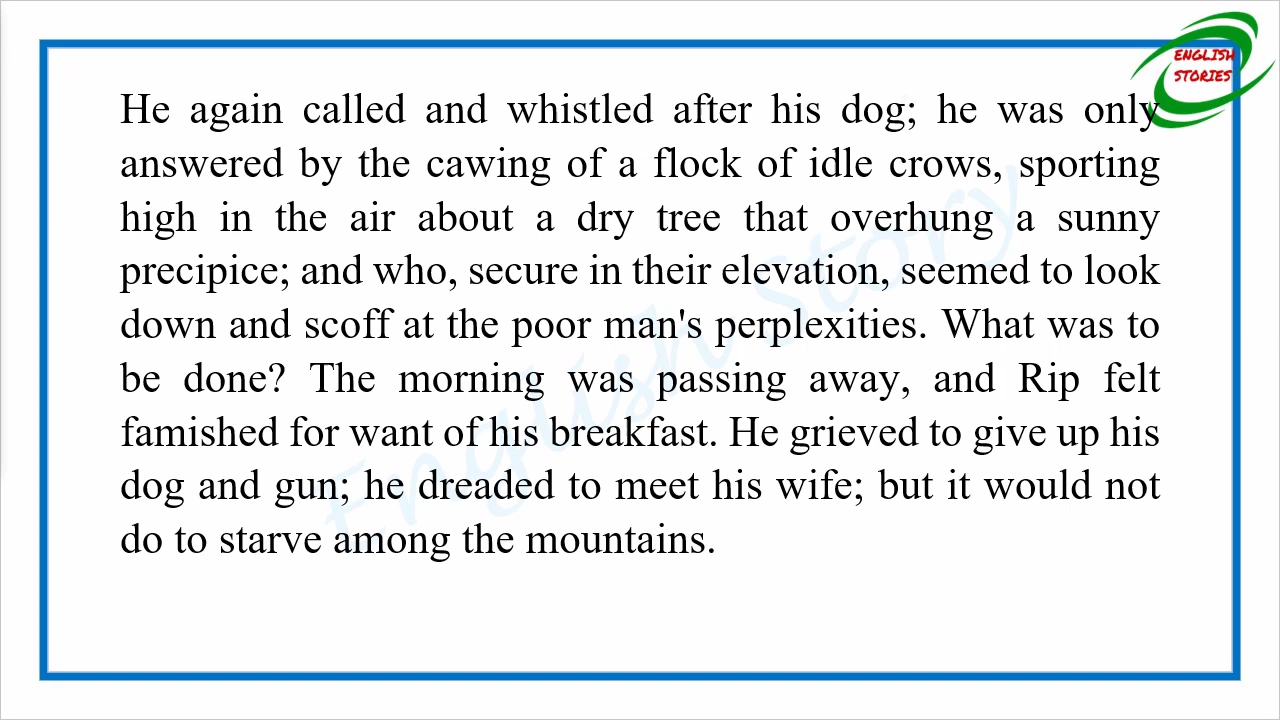 ENGLISH
STORIES
He again called and whistled after his dog; he was only
answered by the cawing of a flock of idle crows, sporting
high in the air about a dry tree that overhung a sunny
precipice; and who, secure in their elevation, seemed to look
down and scoff at the poor man's perplexities. What was to
be done? The morning was passing away, and Rip felt
famished for want of his breakfast. He grieved to give up his
dog and gun; he dreaded to meet his wife; but it would not
do to starve among the mountains.
English Story